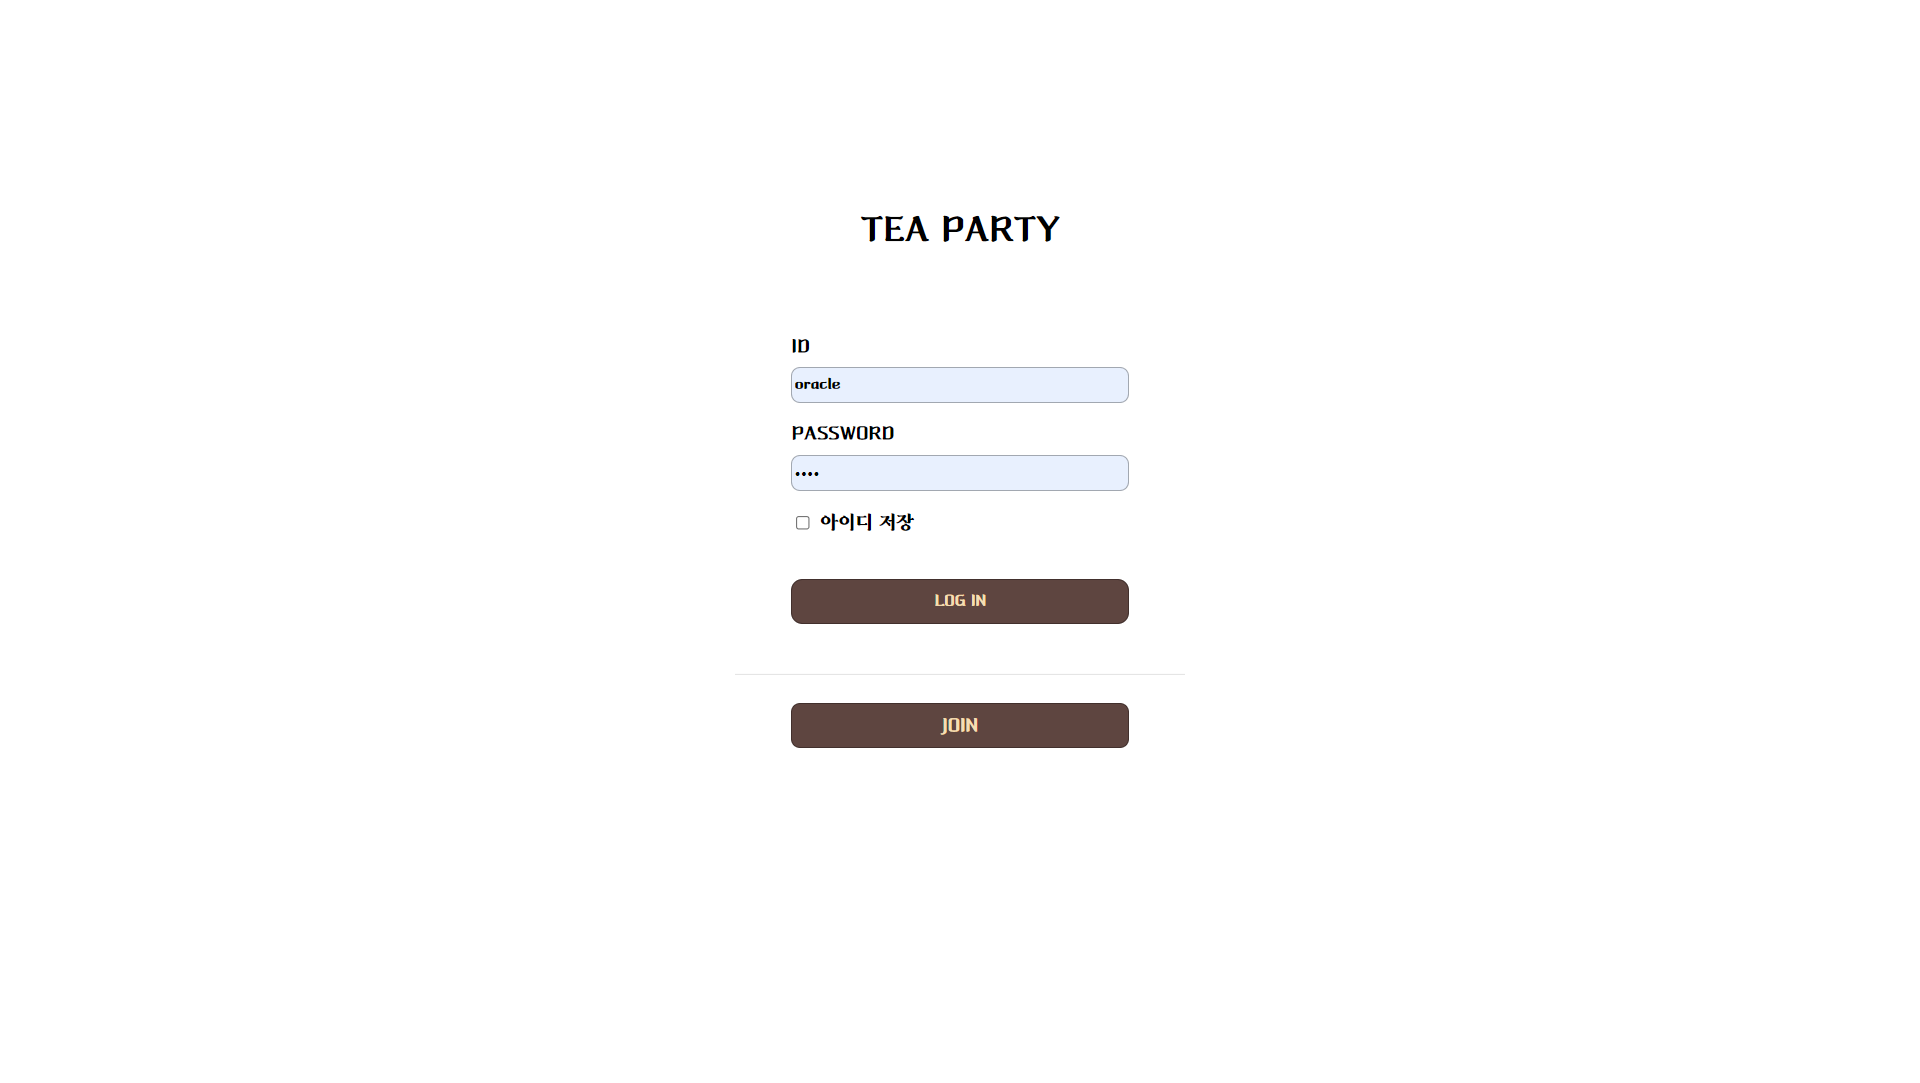 TEA PARTY
ID
oracle
PASSWORD
••••
아이디 저장
LOG IN
JOIN